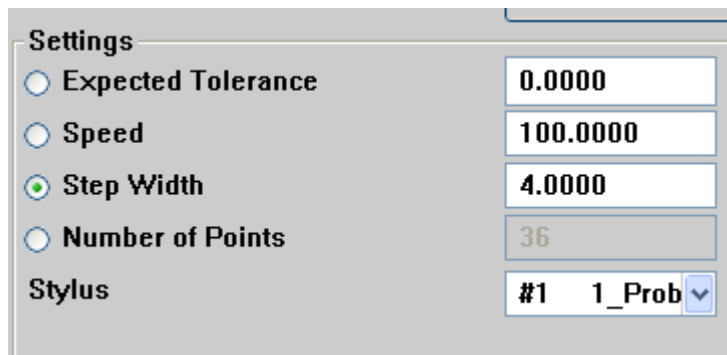 Settings
Expected Tolerance 0.0000
Speed 100.0000
Step Width 4.0000
Number of Points 36
Stylus #1 1_Prob